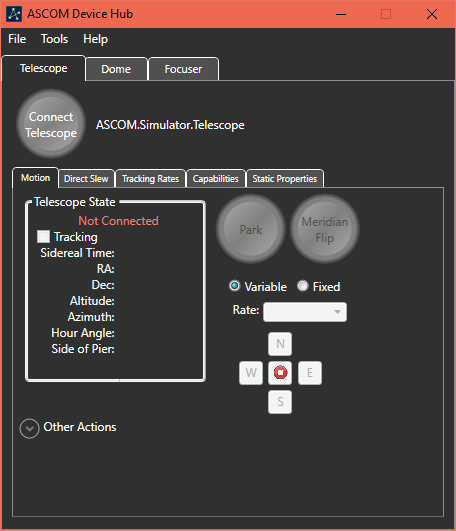 ASCOM Device Hub
File Tools Help
Telescope Dome Focuser
Connect
Telescope
ASCOM.Simulator.Telescope
Motion Direct Slew Tracking Rates Capabilities Static Properties
Telescope State
Not Connected
Tracking
Sidereal Time:
RA:
Dec:
Altitude:
Azimuth:
Hour Angle:
Side of Pier:
Park
Meridian
Flip
Variable Fixed
Rate:
N
W E
S
Other Actions